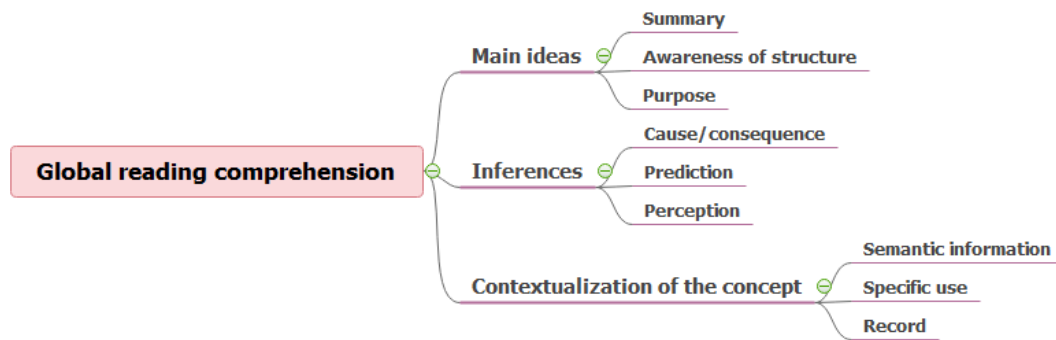 Global reading comprehension
Main ideas
Summary
Awareness of structure
Purpose
Inferences
Cause/consequence
Prediction
Perception
Contextualization of the concept
Semantic information
Specific use
Record